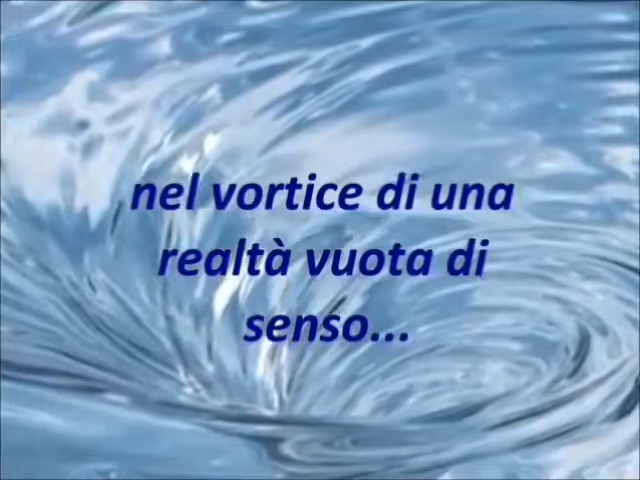 nel vortice di una
realtà vuota di
senso...